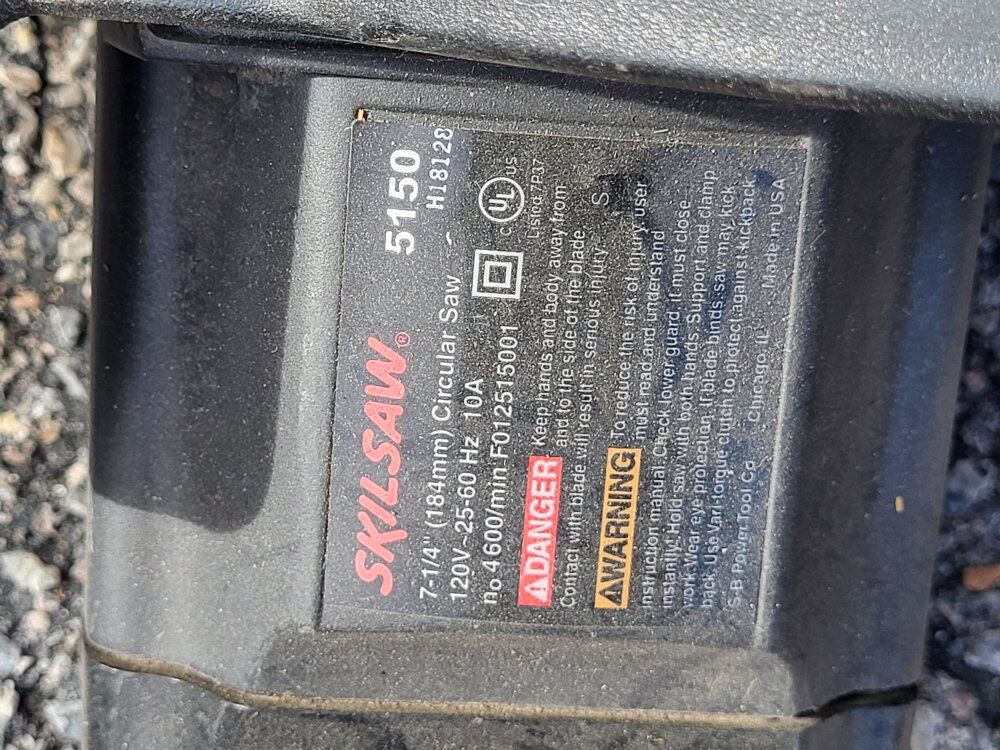 SKILSAW® 5150
7-1/4" (184mm) Circular Saw H18128
120V~25-60 Hz 10A
no 4 600/min F012515001 C UL US
Listed 7F37
DANGER Keep hands and body away from
and to the side of the blade
Contact with blade will result in serious injury S
WARNING To reduce the risk of injury, user
must read and understand
instruction manual. Check lower guard. It must close
instantly! Hold saw with both hands. Support and clamp
work. Wear eye protection. If blade binds, saw may kick
back. Use Vari-torque clutch to protect against kickback
S-B Power Tool Co. Chicago, IL Made in USA